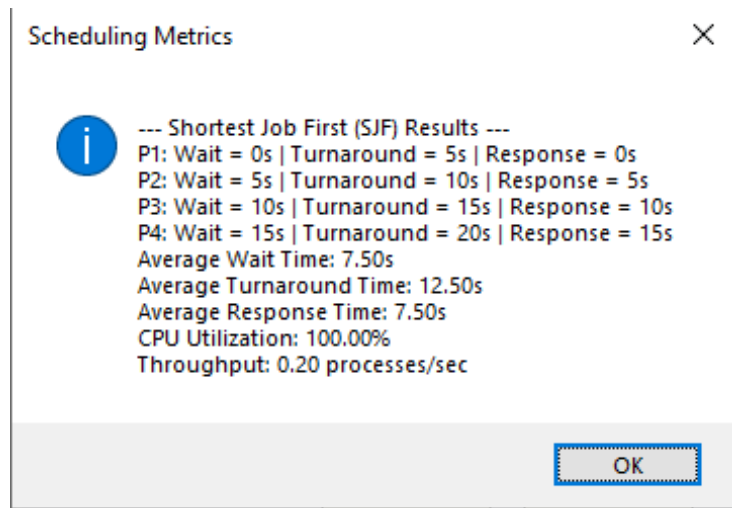 Scheduling Metrics
--- Shortest Job First (SJF) Results ---
P1: Wait = 0s | Turnaround = 5s | Response = 0s
P2: Wait = 5s | Turnaround = 10s | Response = 5s
P3: Wait = 10s | Turnaround = 15s | Response = 10s
P4: Wait = 15s | Turnaround = 20s | Response = 15s
Average Wait Time: 7.50s
Average Turnaround Time: 12.50s
Average Response Time: 7.50s
CPU Utilization: 100.00%
Throughput: 0.20 processes/sec
OK